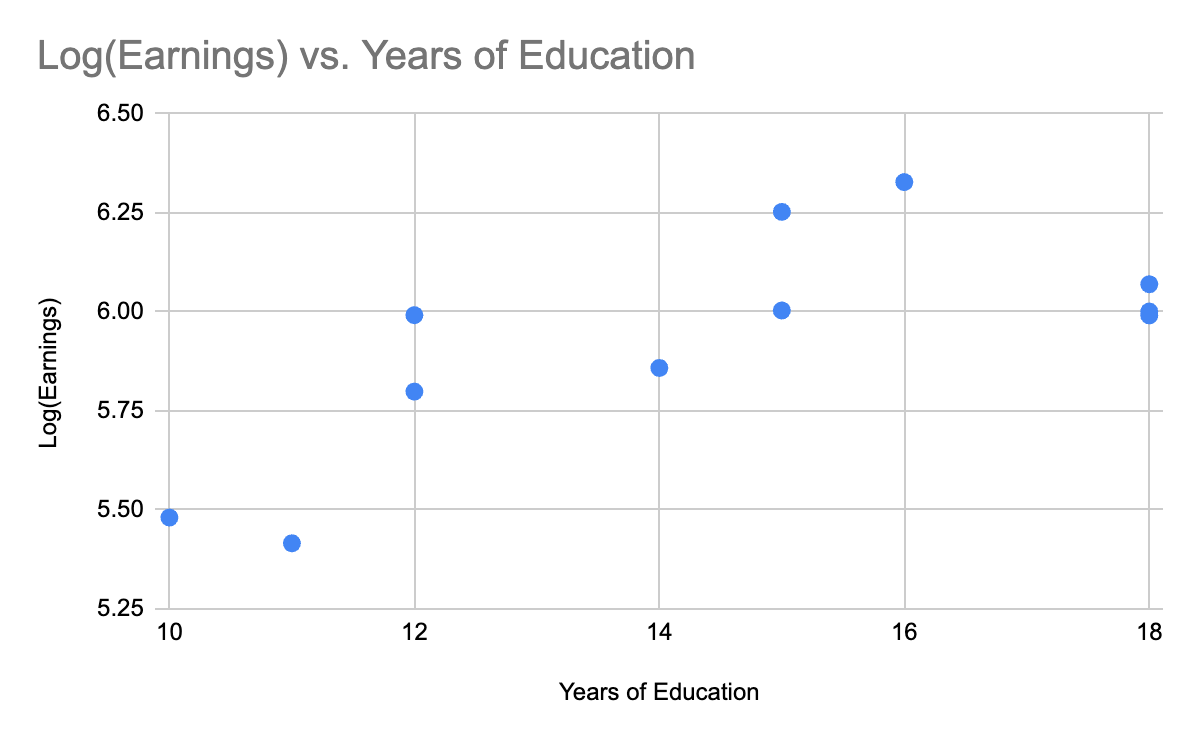 Log(Earnings) vs. Years of Education
6.50
6.25
6.00
5.75
5.50
5.25
Log(Earnings)
10 12 14 16 18
Years of Education